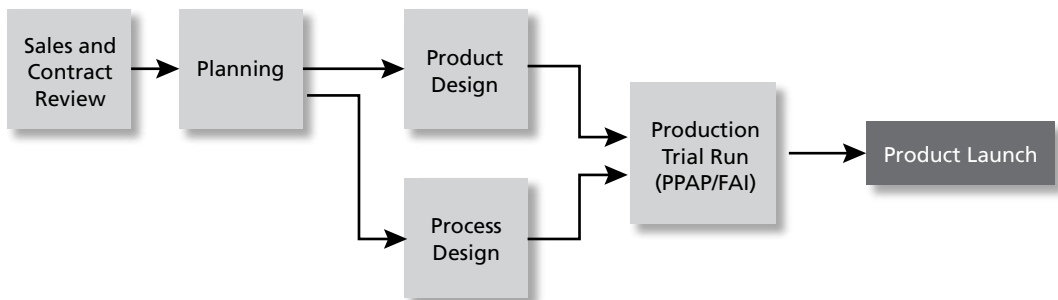 Sales and
Contract
Review
Planning
Product
Design
Process
Design
Production
Trial Run
(PPAP/FAI)
Product Launch